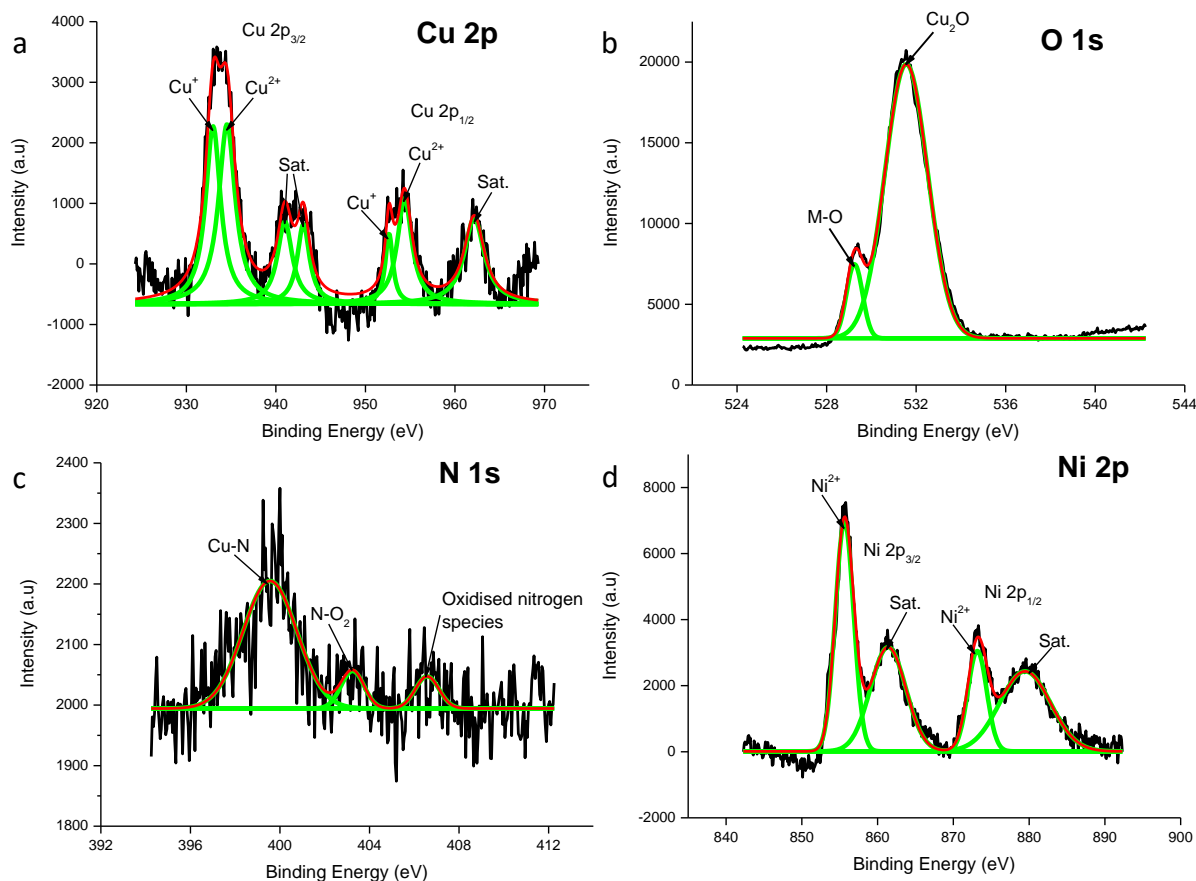 a
Cu 2p
Cu 2p3/2
Cu+
Cu2+
Sat.
Cu 2p1/2
Cu2+
Cu+
Sat.
Intensity (a.u)
4000
3000
2000
1000
0
-1000
-2000
920 930 940 950 960 970
Binding Energy (eV)
b
O 1s
Cu2O
M-O
Intensity (a.u)
20000
15000
10000
5000
0
524 528 532 536 540 544
Binding Energy (eV)
c
N 1s
Cu-N
N-O2
Oxidised nitrogen
species
Intensity (a.u)
2400
2300
2200
2100
2000
1900
1800
392 396 400 404 408 412
Binding Energy (eV)
d
Ni 2p
Ni2+
Ni 2p3/2
Sat.
Ni2+
Ni 2p1/2
Sat.
Intensity (a.u)
8000
6000
4000
2000
0
-2000
840 850 860 870 880 890 900
Binding Energy (eV)